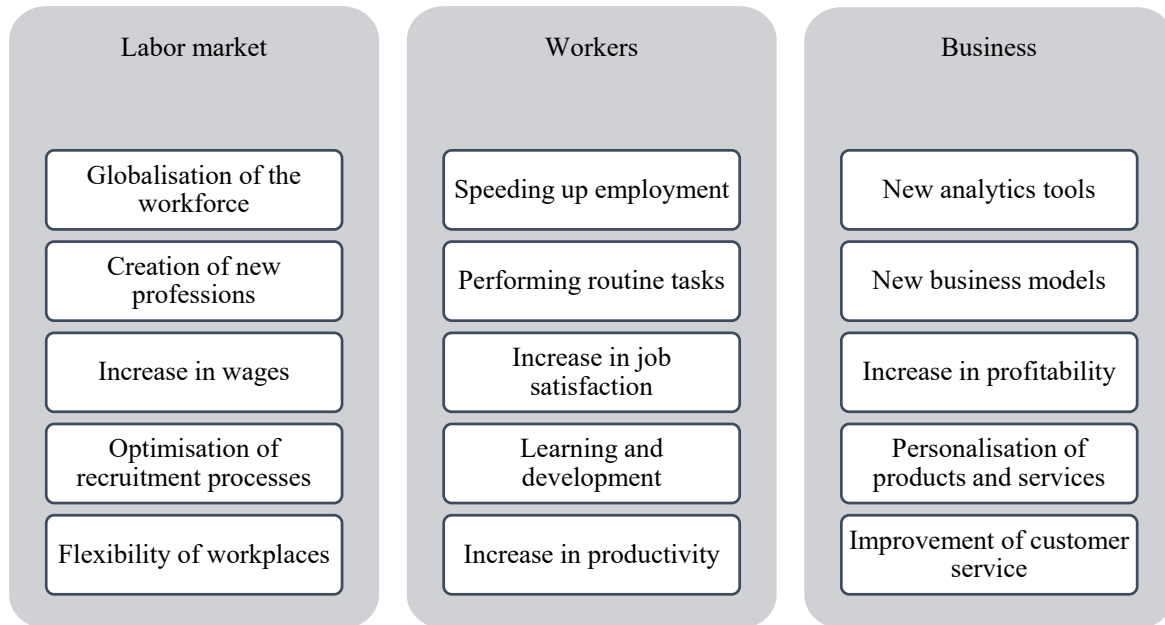 Labor market
Globalisation of the
workforce
Creation of new
professions
Increase in wages
Optimisation of
recruitment processes
Flexibility of workplaces
Workers
Speeding up employment
Performing routine tasks
Increase in job
satisfaction
Learning and
development
Increase in productivity
Business
New analytics tools
New business models
Increase in profitability
Personalisation of
products and services
Improvement of customer
service